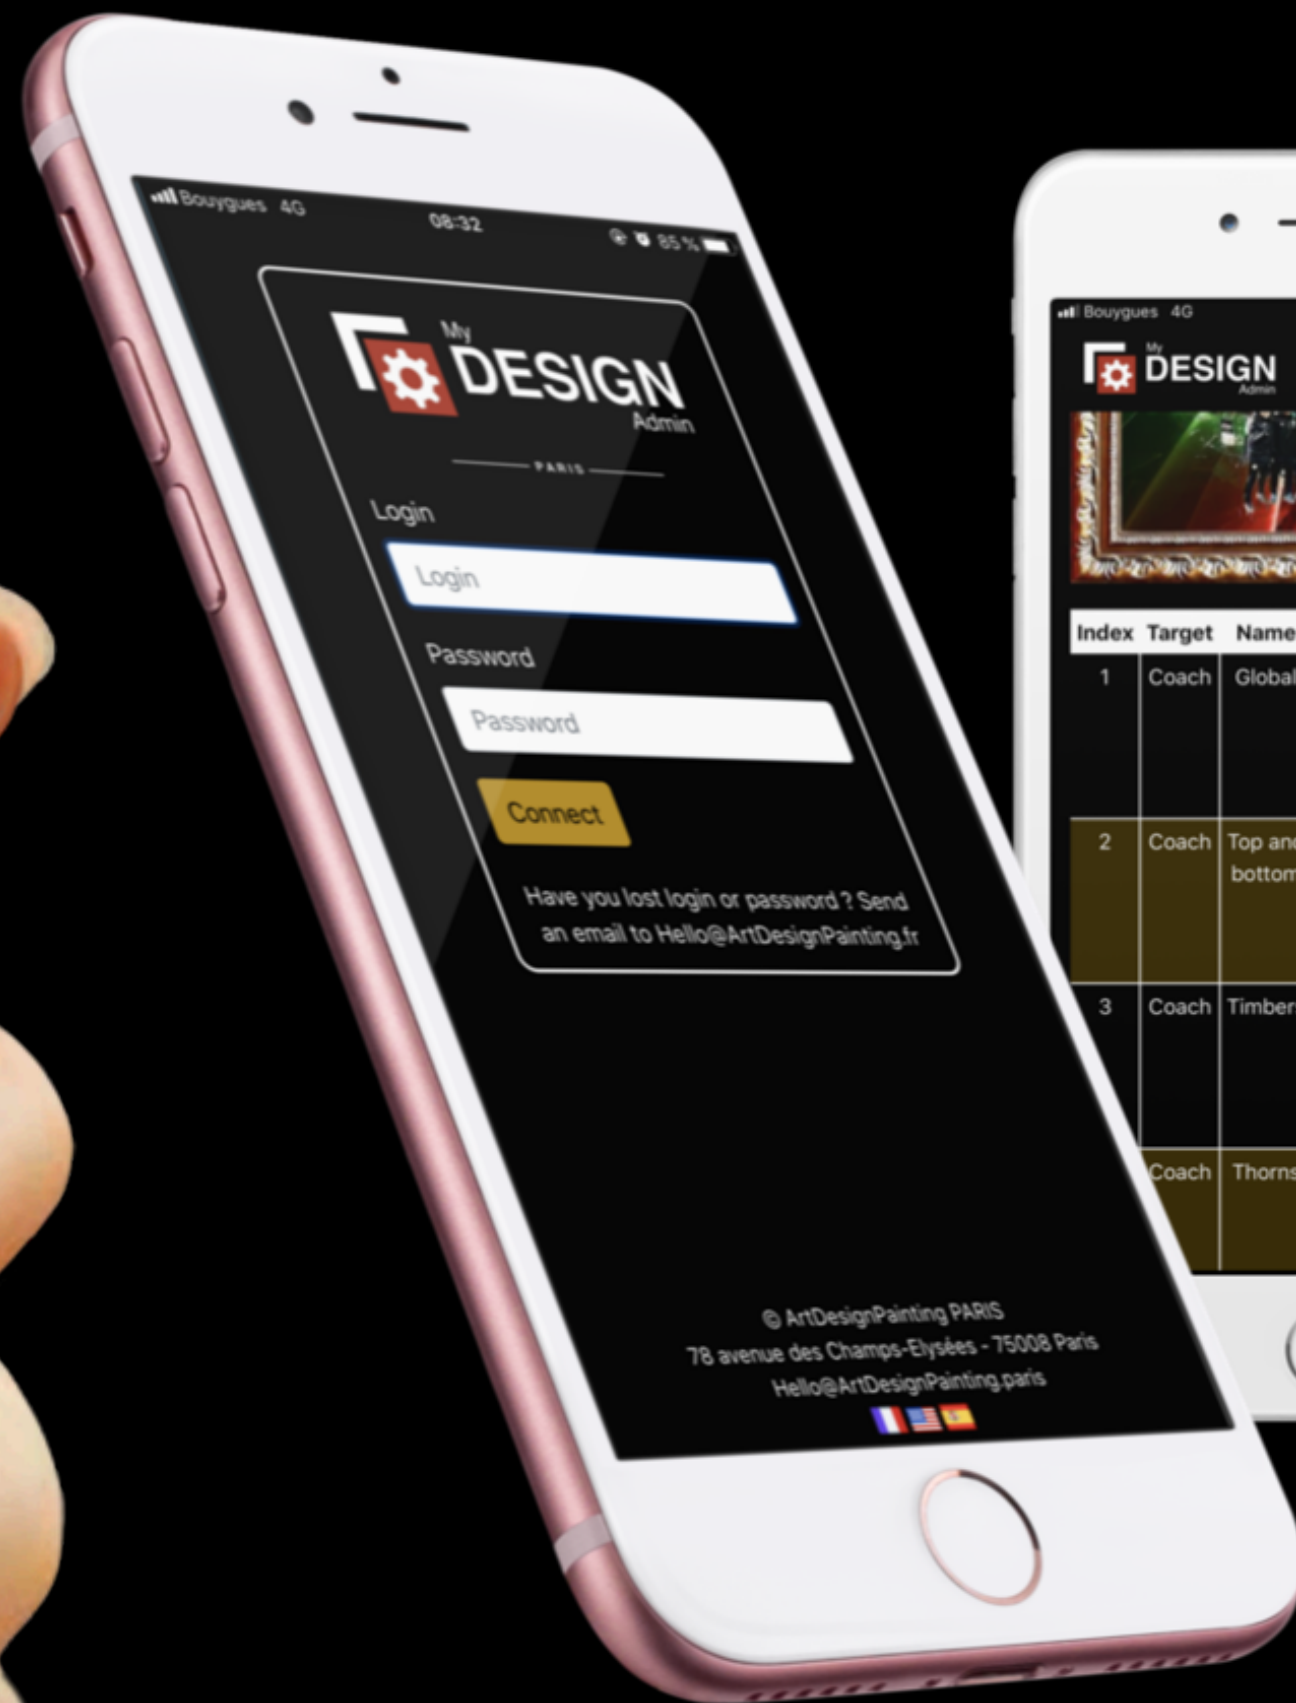 Bouygues 4G
08:32
85 %
My
DESIGN
Admin
PARIS
Login
Login
Password
Password
Connect
Have you lost login or password ? Send
an email to Hello@ArtDesignPainting.fr
© ArtDesignPainting PARIS
78 avenue des Champs-Elysées - 75008 Paris
Hello@ArtDesignPainting.paris
Bouygues 4G
My
DESIGN
Admin
Index Target Name
1 Coach Global
2 Coach Top and
bottom
3 Coach Timbers
Coach Thorns